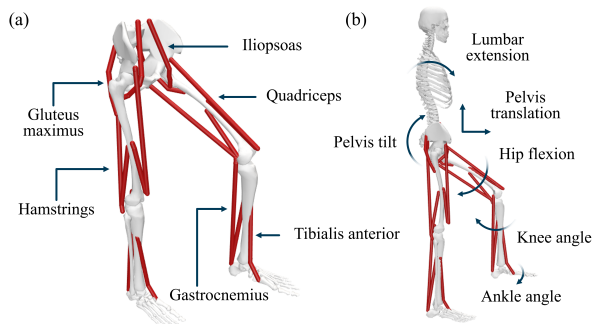 (a)
Iliopsoas
Quadriceps
Gluteus
maximus
Hamstrings
Tibialis anterior
Gastrocnemius
(b)
Lumbar
extension
Pelvis
translation
Pelvis tilt
Hip flexion
Knee angle
Ankle angle